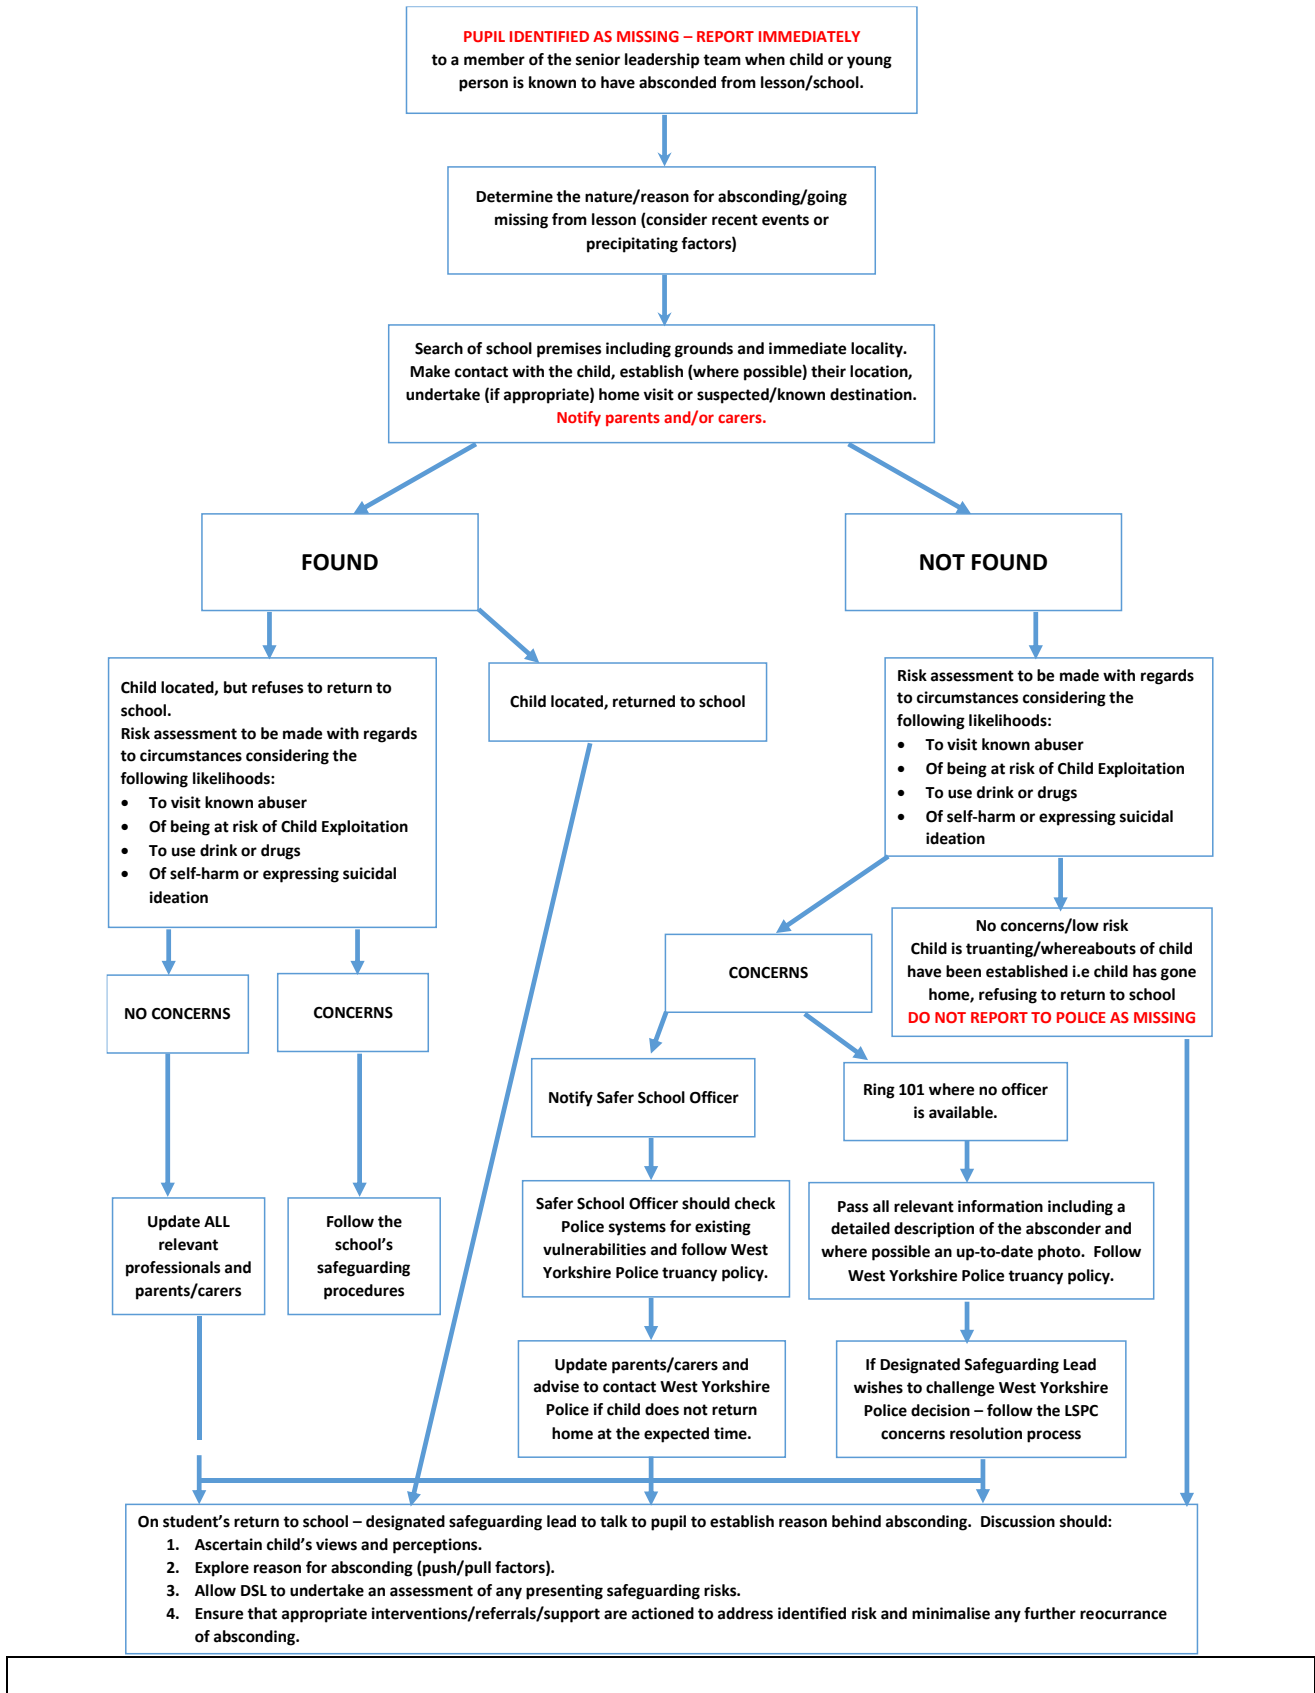 PUPIL IDENTIFIED AS MISSING – REPORT IMMEDIATELY
to a member of the senior leadership team when child or young
person is known to have absconded from lesson/school.
Determine the nature/reason for absconding/going
missing from lesson (consider recent events or
precipitating factors)
Search of school premises including grounds and immediate locality.
Make contact with the child, establish (where possible) their location,
undertake (if appropriate) home visit or suspected/known destination.
Notify parents and/or carers.
FOUND
NOT FOUND
Child located, but refuses to return to
school.
Risk assessment to be made with regards
to circumstances considering the
following likelihoods:
• To visit known abuser
• Of being at risk of Child Exploitation
• To use drink or drugs
• Of self-harm or expressing suicidal
ideation
Child located, returned to school
Risk assessment to be made with regards
to circumstances considering the
following likelihoods:
• To visit known abuser
• Of being at risk of Child Exploitation
• To use drink or drugs
• Of self-harm or expressing suicidal
ideation
No concerns/low risk
Child is truanting/whereabouts of child
have been established i.e child has gone
home, refusing to return to school
DO NOT REPORT TO POLICE AS MISSING
CONCERNS
NO CONCERNS
CONCERNS
Notify Safer School Officer
Ring 101 where no officer
is available.
Update ALL
relevant
professionals and
parents/carers
Follow the
school’s
safeguarding
procedures
Safer School Officer should check
Police systems for existing
vulnerabilities and follow West
Yorkshire Police truancy policy.
Pass all relevant information including a
detailed description of the absconder and
where possible an up-to-date photo.  Follow
West Yorkshire Police truancy policy.
Update parents/carers and
advise to contact West Yorkshire
Police if child does not return
home at the expected time.
If Designated Safeguarding Lead
wishes to challenge West Yorkshire
Police decision – follow the LSPC
concerns resolution process
On student’s return to school – designated safeguarding lead to talk to pupil to establish reason behind absconding.  Discussion should:
1. Ascertain child’s views and perceptions.
2. Explore reason for absconding (push/pull factors).
3. Allow DSL to undertake an assessment of any presenting safeguarding risks.
4. Ensure that appropriate interventions/referrals/support are actioned to address identified risk and minimalise any further reocurrance
of absconding.